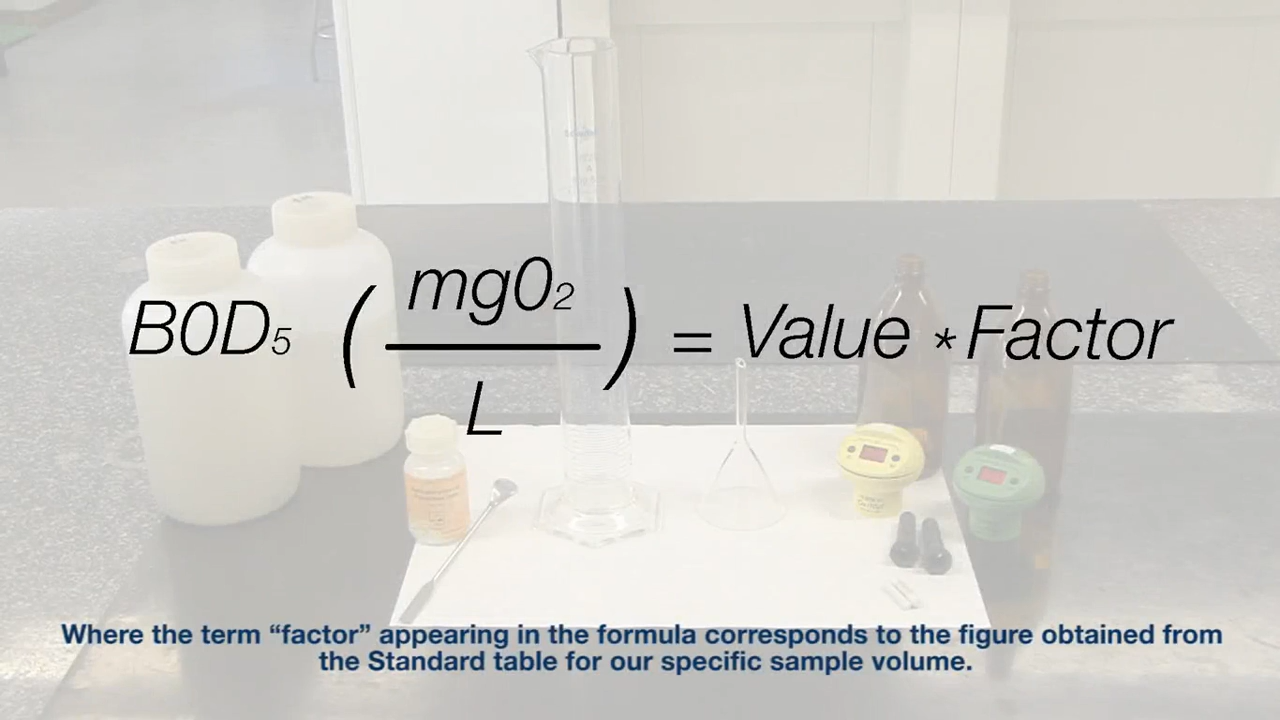 B0D5 ( mg02 / L ) = Value * Factor
Where the term “factor” appearing in the formula corresponds to the figure obtained from
the Standard table for our specific sample volume.